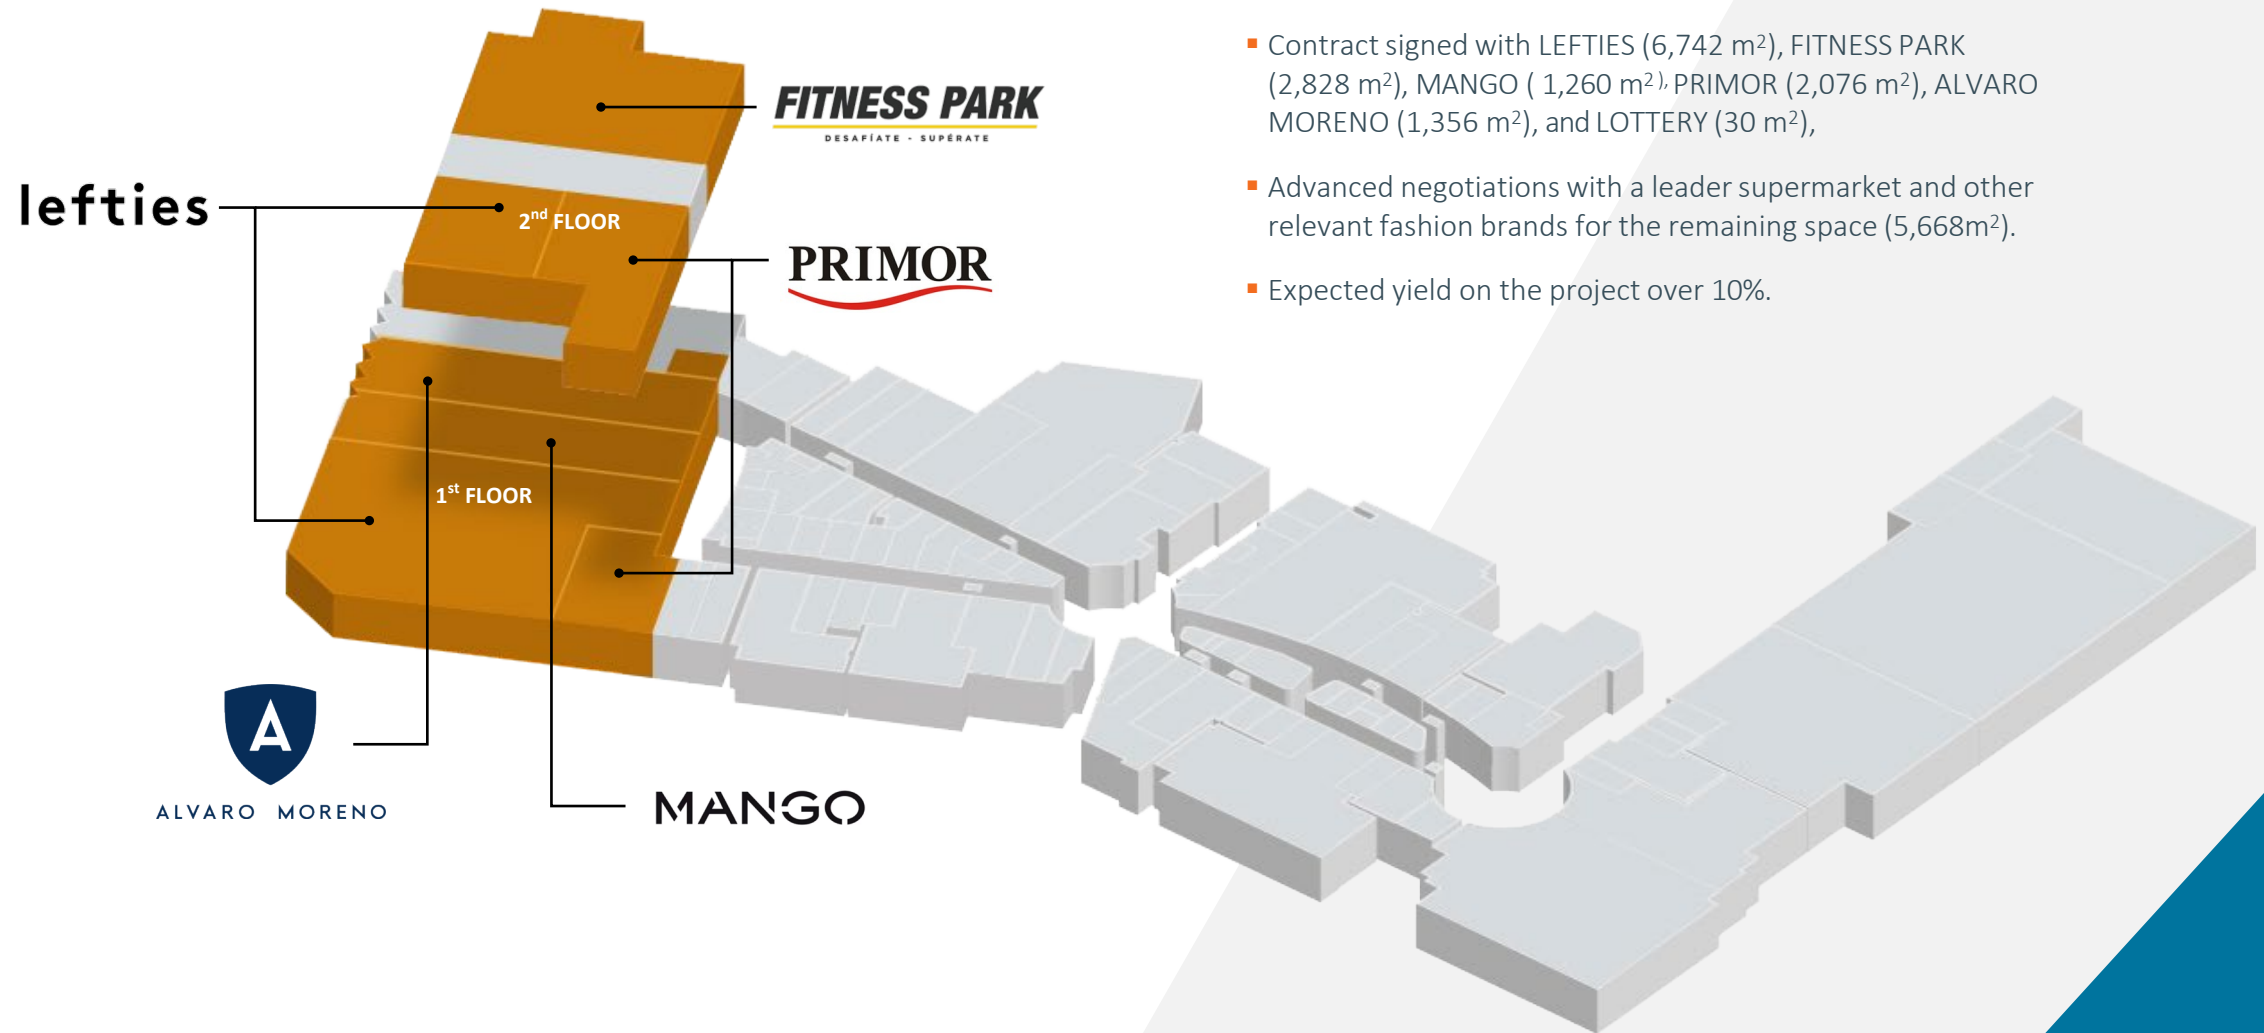 FITNESS PARK
DESAFÍATE - SUPÉRATE
lefties
2nd FLOOR
PRIMOR
1st FLOOR
A
ALVARO MORENO
MANGO
▪ Contract signed with LEFTIES (6,742 m²), FITNESS PARK
(2,828 m²), MANGO ( 1,260 m²), PRIMOR (2,076 m²), ALVARO
MORENO (1,356 m²), and LOTTERY (30 m²),
▪ Advanced negotiations with a leader supermarket and other
relevant fashion brands for the remaining space (5,668m²).
▪ Expected yield on the project over 10%.